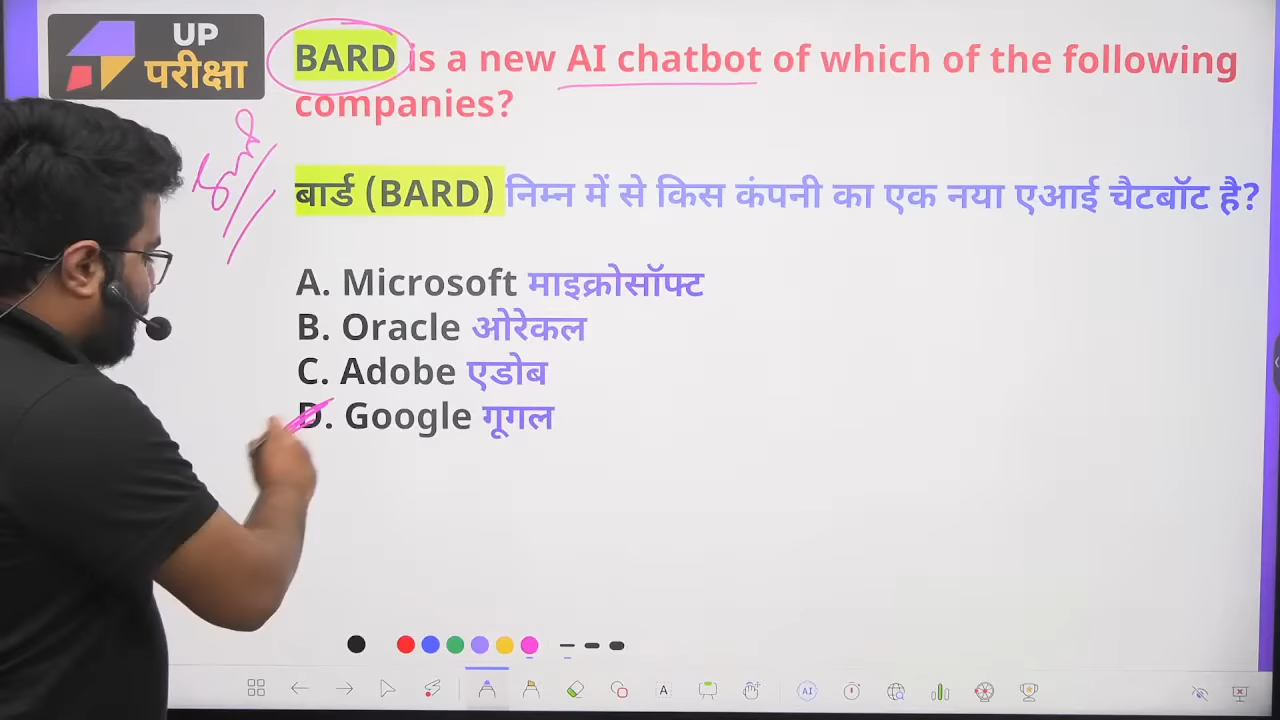 UP
परीक्षा
BARD is a new AI chatbot of which of the following
companies?
बार्ड (BARD) निम्न में से किस कंपनी का एक नया एआई चैटबॉट है?
A. Microsoft माइक्रोसॉफ्ट
B. Oracle ओरेकल
C. Adobe एडोब
D. Google गूगल
A
AI